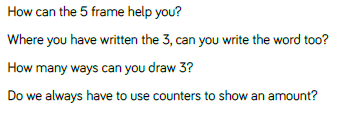 How can the 5 frame help you?
Where you have written the 3, can you write the word too?
How many ways can you draw 3?
Do we always have to use counters to show an amount?